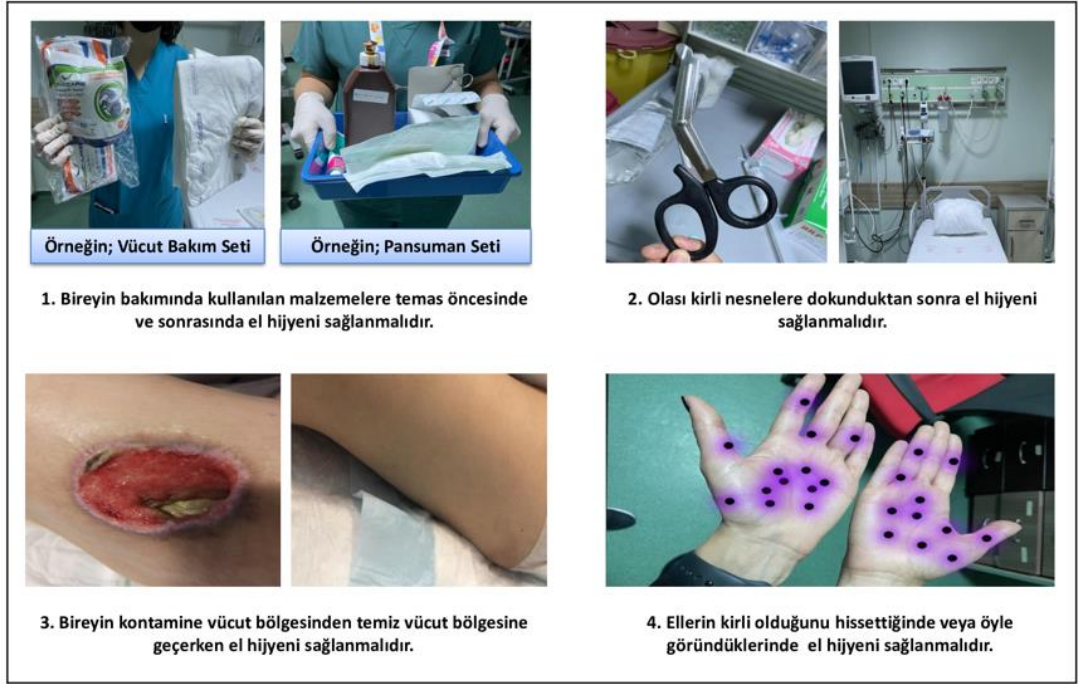 Örneğin; Vücut Bakım Seti
Örneğin; Pansuman Seti
1. Bireyin bakımında kullanılan malzemelere temas öncesinde
ve sonrasında el hijyeni sağlanmalıdır.
2. Olası kirli nesnelere dokunduktan sonra el hijyeni
sağlanmalıdır.
3. Bireyin kontamine vücut bölgesinden temiz vücut bölgesine
geçerken el hijyeni sağlanmalıdır.
4. Ellerin kirli olduğunu hissettiğinde veya öyle
göründüklerinde  el hijyeni sağlanmalıdır.